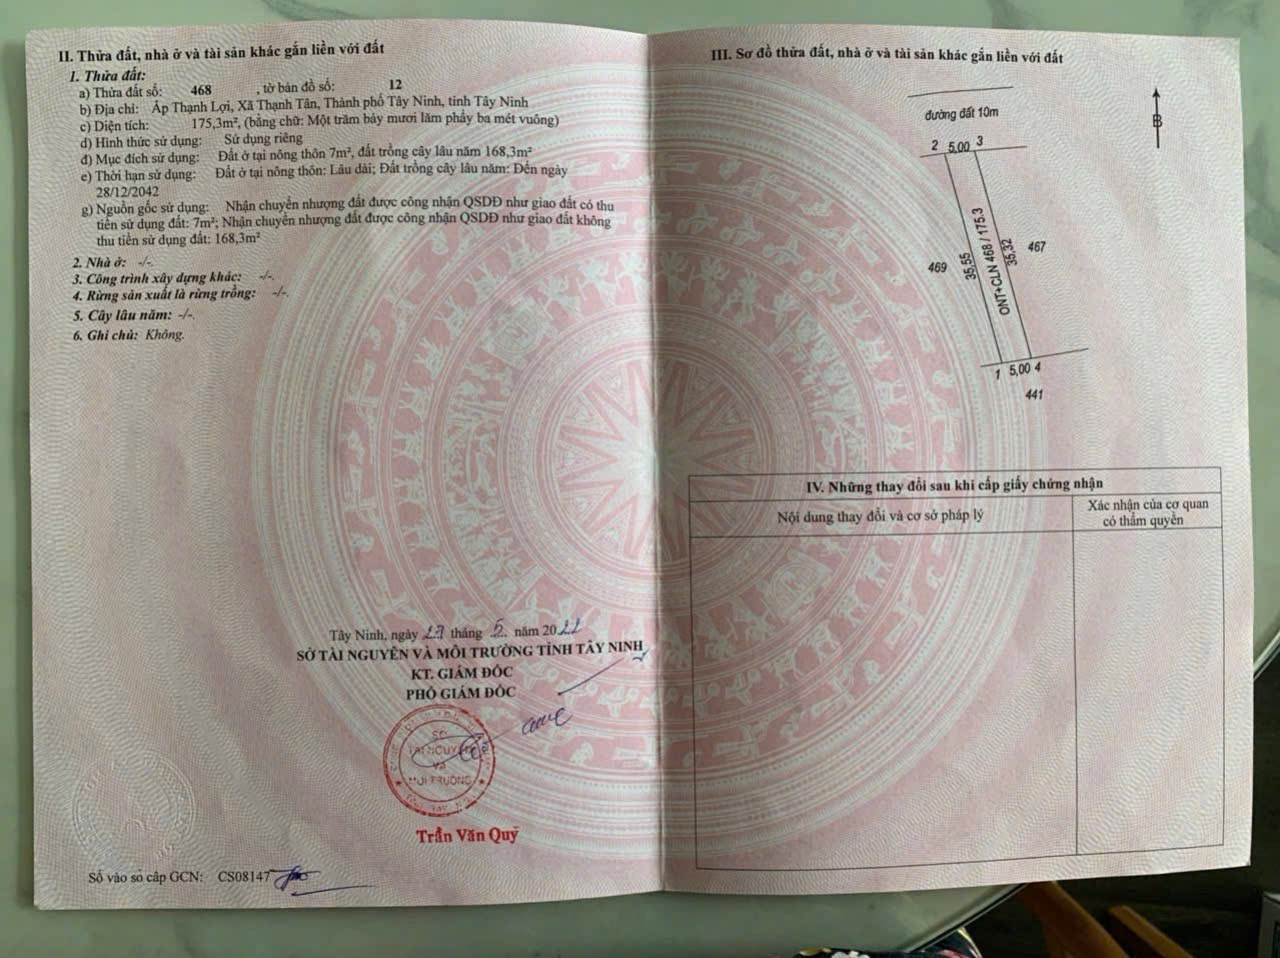 II. Thửa đất, nhà ở và tài sản khác gắn liền với đất
1. Thửa đất:
a) Thửa đất số: 468 , tờ bản đồ số: 12
b) Địa chỉ: Ấp Thạnh Lợi, Xã Thạnh Tân, Thành phố Tây Ninh, tỉnh Tây Ninh
c) Diện tích: 175,3m², (bằng chữ: Một trăm bảy mươi lăm phẩy ba mét vuông)
d) Hình thức sử dụng: Sử dụng riêng
đ) Mục đích sử dụng: Đất ở tại nông thôn 7m², đất trồng cây lâu năm 168,3m²
e) Thời hạn sử dụng: Đất ở tại nông thôn: Lâu dài; Đất trồng cây lâu năm: Đến ngày
28/12/2042
g) Nguồn gốc sử dụng: Nhận chuyển nhượng đất được công nhận QSDĐ như giao đất có thu
tiền sử dụng đất: 7m²; Nhận chuyển nhượng đất được công nhận QSDĐ như giao đất không
thu tiền sử dụng đất: 168,3m²
2. Nhà ở: -/-.
3. Công trình xây dựng khác: -/-.
4. Rừng sản xuất là rừng trồng: -/-.
5. Cây lâu năm: -/-.
6. Ghi chú: Không.
Tây Ninh, ngày 27 tháng 5 năm 2022
SỞ TÀI NGUYÊN VÀ MÔI TRƯỜNG TỈNH TÂY NINH
KT. GIÁM ĐỐC
PHÓ GIÁM ĐỐC
SỞ
TÀI NGUYÊN
VÀ
MÔI TRƯỜNG
Trần Văn Quý
Số vào sổ cấp GCN: CS08147
III. Sơ đồ thửa đất, nhà ở và tài sản khác gắn liền với đất
đường đất 10m
B
2 5,00 3
469
35,55
ONT+CLN 468 / 175.3
35,32
467
1 5,00 4
441
IV. Những thay đổi sau khi cấp giấy chứng nhận
Nội dung thay đổi và cơ sở pháp lý
Xác nhận của cơ quan
có thẩm quyền